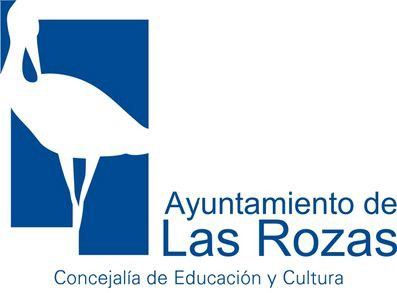 Ayuntamiento de
Las Rozas
Concejalía de Educación y Cultura